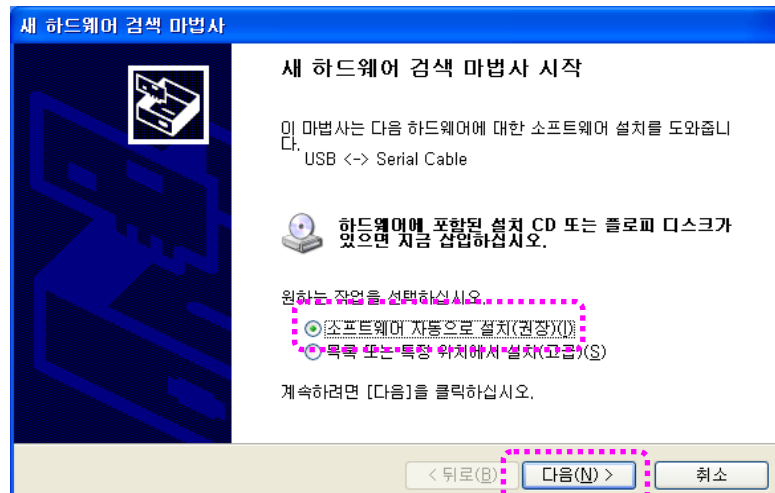 새 하드웨어 검색 마법사
새 하드웨어 검색 마법사 시작
이 마법사는 다음 하드웨어에 대한 소프트웨어 설치를 도와줍니
다.
USB <-> Serial Cable
하드웨어에 포함된 설치 CD 또는 플로피 디스크가
있으면 지금 삽입하십시오.
원하는 작업을 선택하십시오.
소프트웨어 자동으로 설치(권장)(I)
목록 또는 특정 위치에서 설치(고급)(S)
계속하려면 [다음]을 클릭하십시오.
< 뒤로(B) 다음(N) > 취소